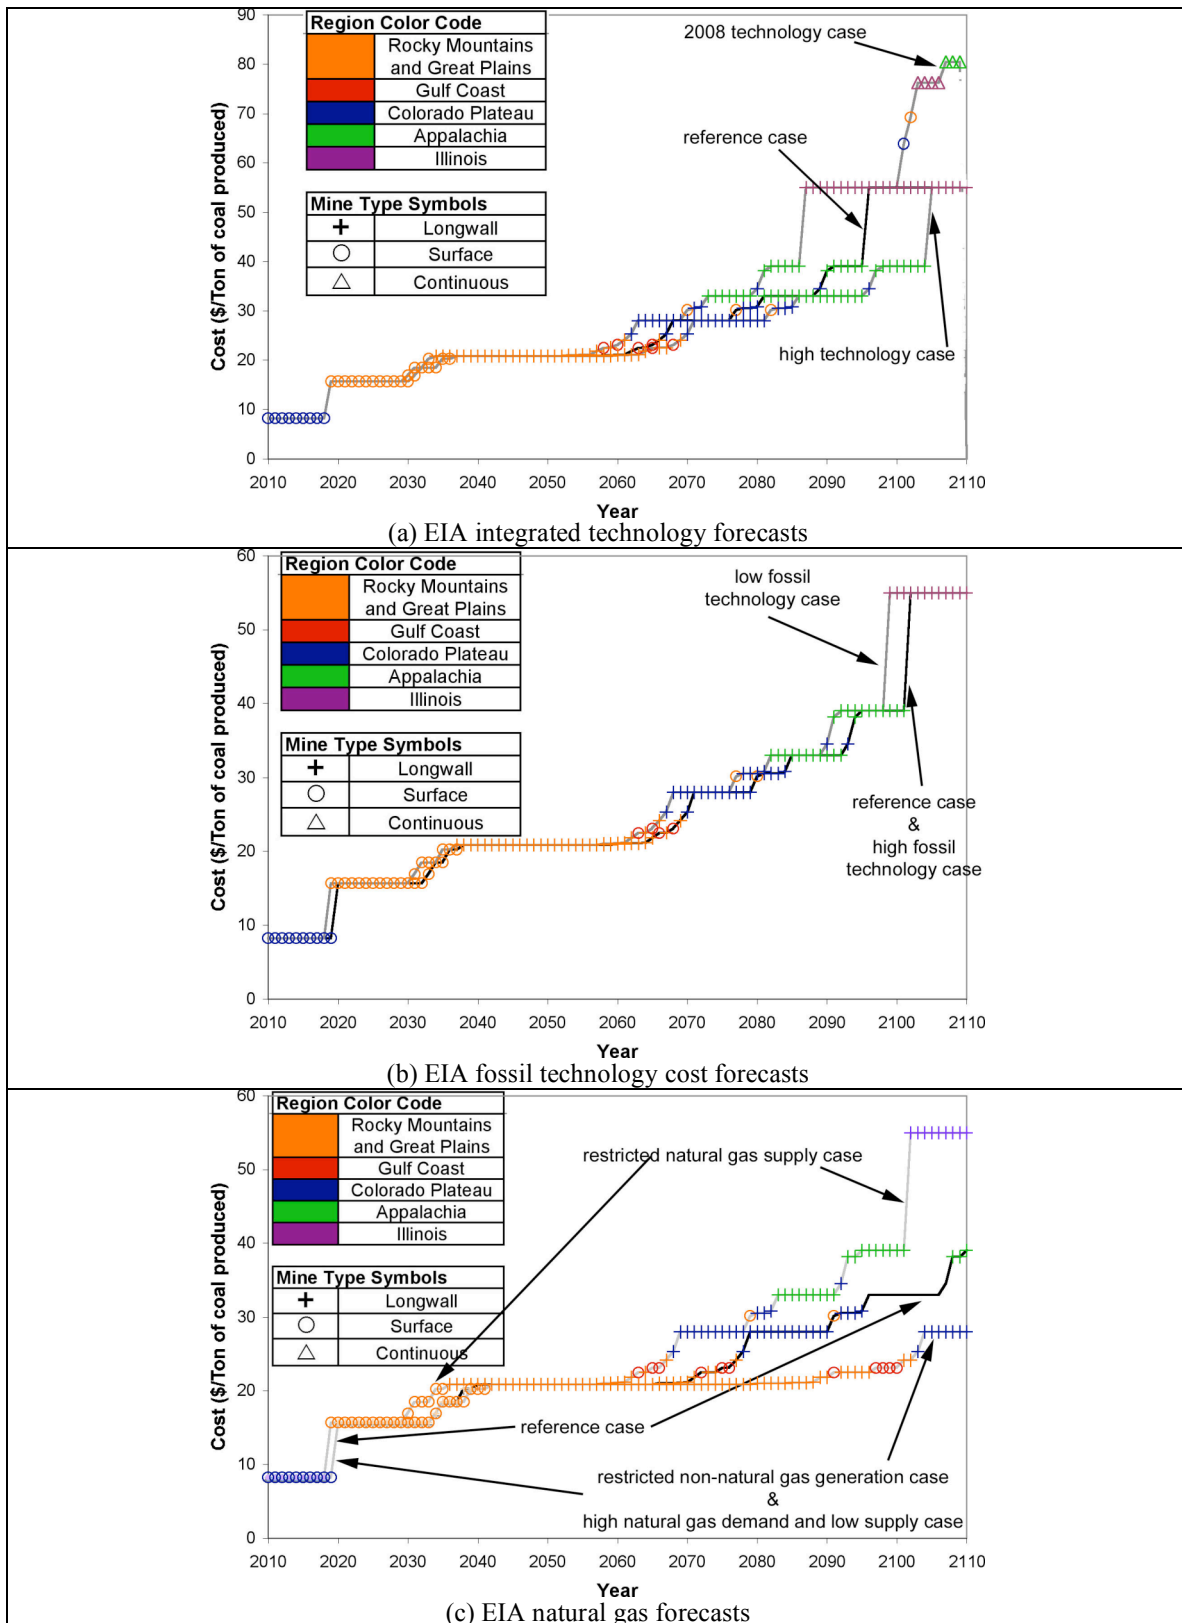 90
80
70
60
50
40
30
20
10
0
Cost ($/Ton of coal produced)
Region Color Code
Rocky Mountains
and Great Plains
Gulf Coast
Colorado Plateau
Appalachia
Illinois
Mine Type Symbols
Longwall
Surface
Continuous
2008 technology case
reference case
high technology case
2010 2020 2030 2040 2050 2060 2070 2080 2090 2100 2110
Year
(a) EIA integrated technology forecasts
60
50
40
30
20
10
0
Cost ($/Ton of coal produced)
Region Color Code
Rocky Mountains
and Great Plains
Gulf Coast
Colorado Plateau
Appalachia
Illinois
Mine Type Symbols
Longwall
Surface
Continuous
low fossil
technology case
reference case
&
high fossil
technology case
2010 2020 2030 2040 2050 2060 2070 2080 2090 2100 2110
Year
(b) EIA fossil technology cost forecasts
60
50
40
30
20
10
0
Cost ($/Ton of coal produced)
Region Color Code
Rocky Mountains
and Great Plains
Gulf Coast
Colorado Plateau
Appalachia
Illinois
Mine Type Symbols
Longwall
Surface
Continuous
restricted natural gas supply case
reference case
restricted non-natural gas generation case
&
high natural gas demand and low supply case
2010 2020 2030 2040 2050 2060 2070 2080 2090 2100 2110
Year
(c) EIA natural gas forecasts